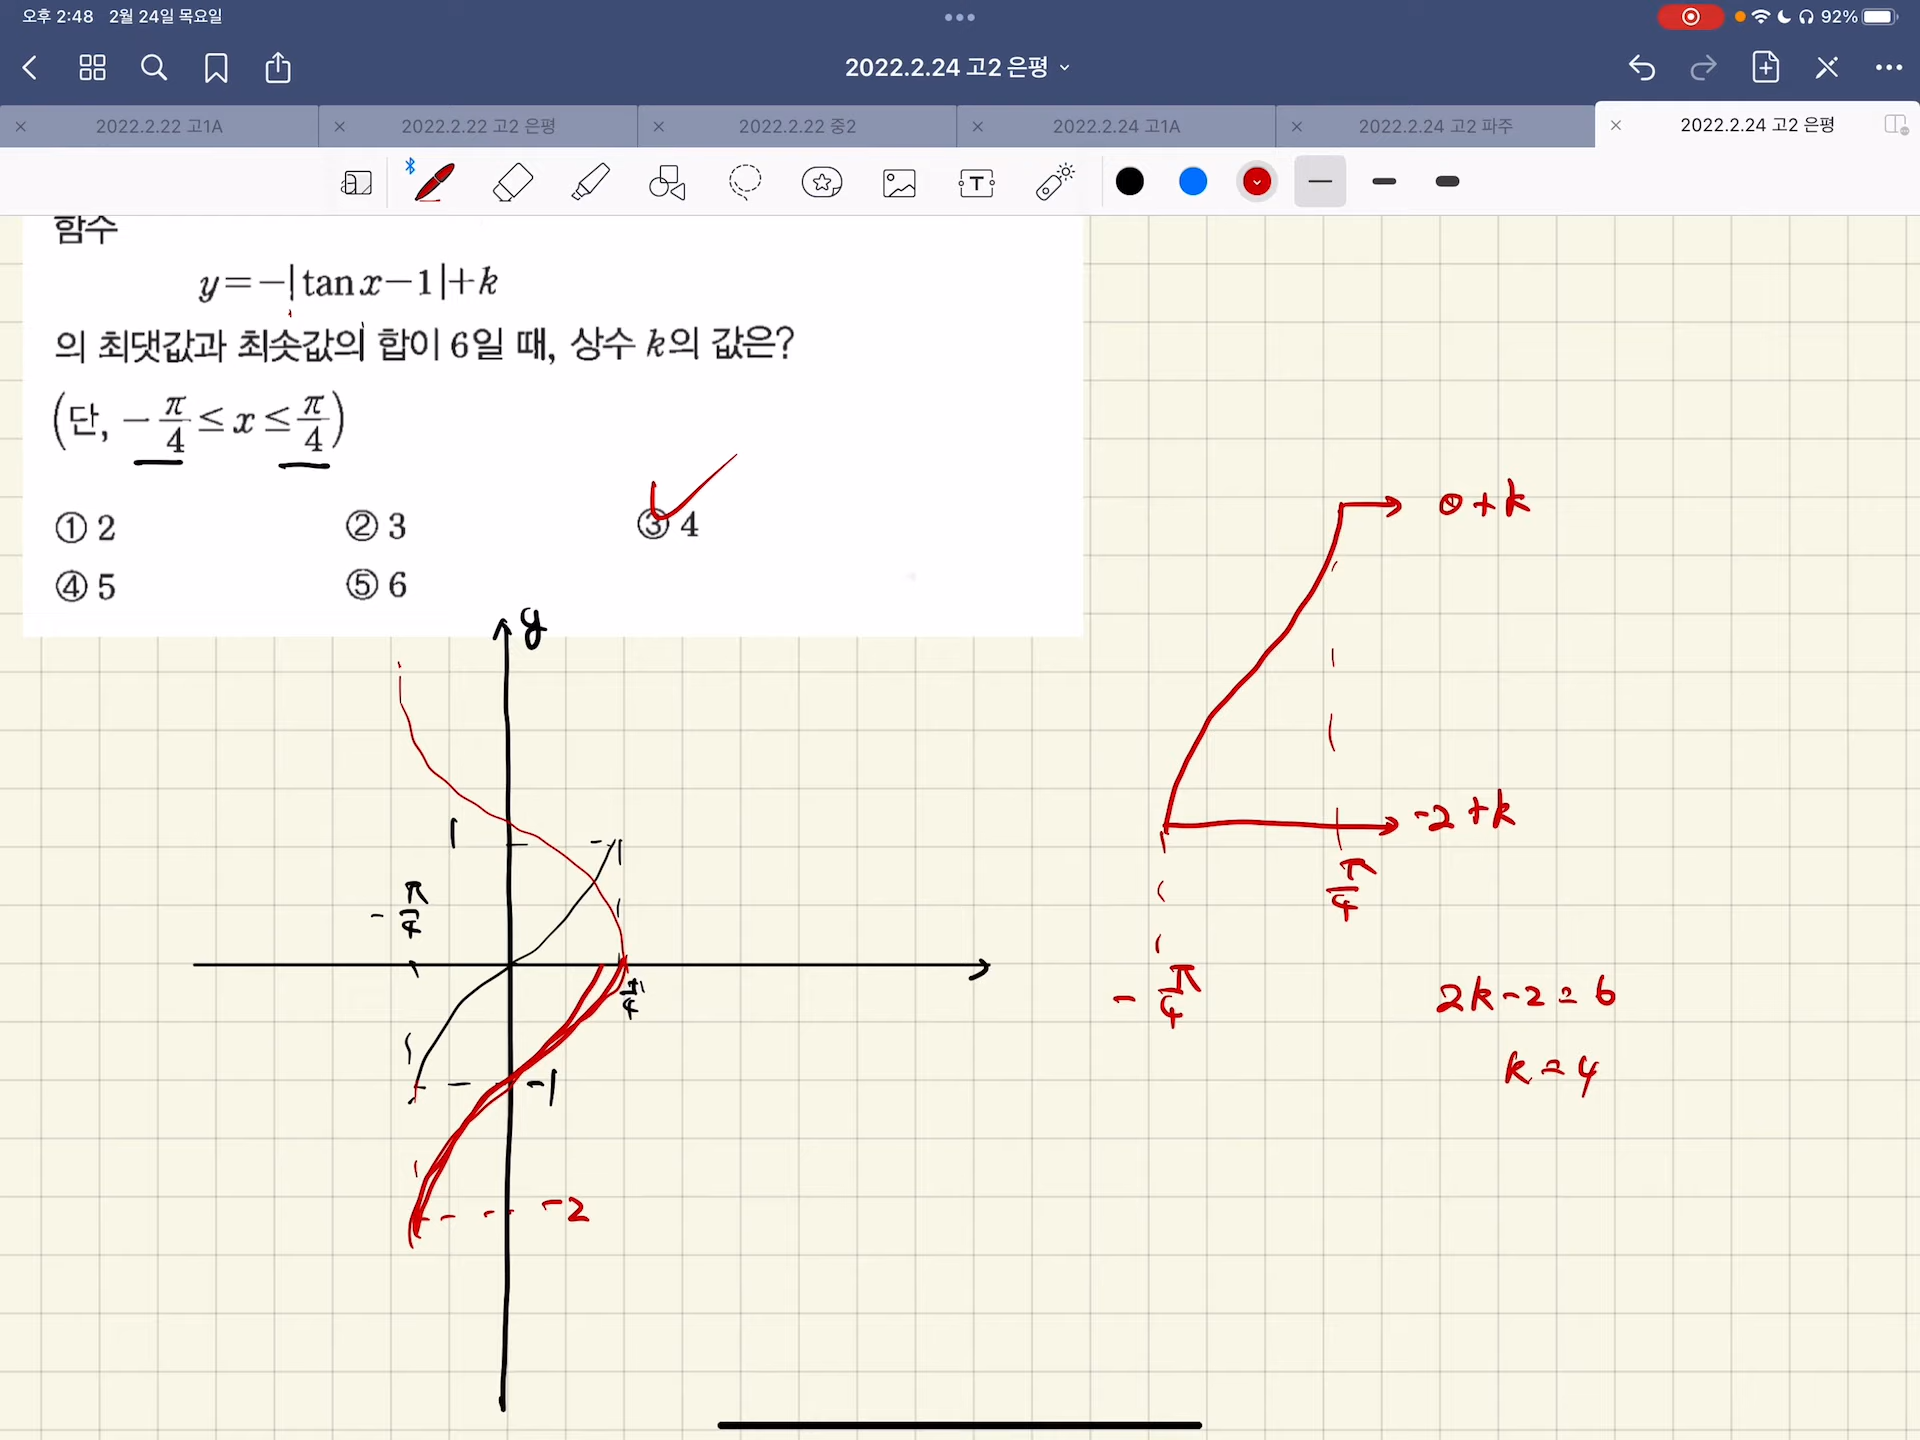 오후 2:48 2월 24일 목요일
92%
2022.2.24 고2 은평
2022.2.22 고1A
2022.2.22 고2 은평
2022.2.22 중2
2022.2.24 고1A
2022.2.24 고2 파주
2022.2.24 고2 은평
함수
y=-|tan x-1|+k
의 최댓값과 최솟값의 합이 6일 때, 상수 k의 값은?
(단, -π/4 ≤ x ≤ π/4)
① 2 ② 3 ③ 4
④ 5 ⑤ 6
y
1
-π/4
π/4
-1
-2
0+k
-2+k
π/4
-π/4
2k-2=6
k=4